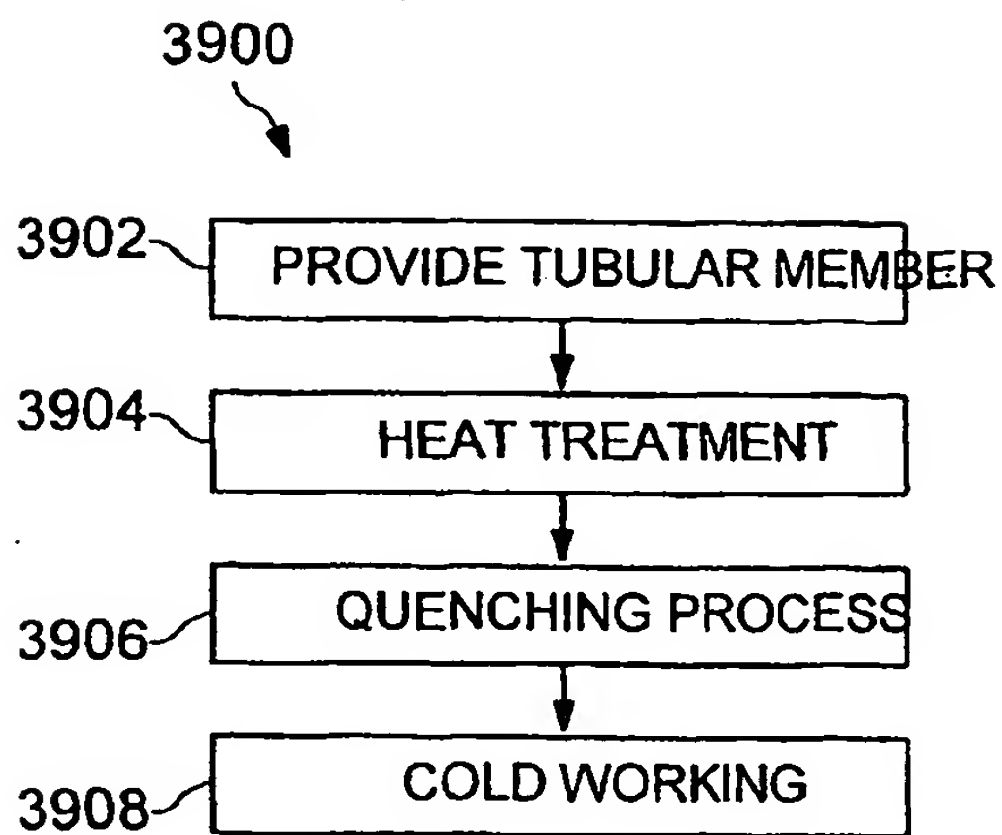 3900
3902 PROVIDE TUBULAR MEMBER
3904 HEAT TREATMENT
3906 QUENCHING PROCESS
3908 COLD WORKING